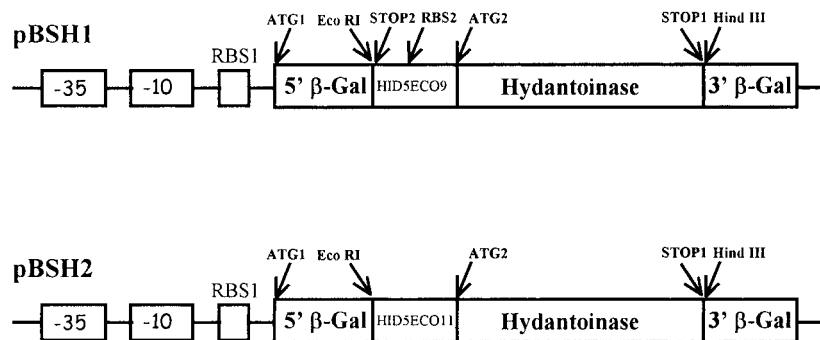 pBSH1
ATG1 Eco RI STOP2 RBS2 ATG2 STOP1 Hind III
RBS1
-35 -10 5' β-Gal HID5ECO9 Hydantoinase 3' β-Gal
pBSH2
ATG1 Eco RI ATG2 STOP1 Hind III
RBS1
-35 -10 5' β-Gal HID5ECO11 Hydantoinase 3' β-Gal